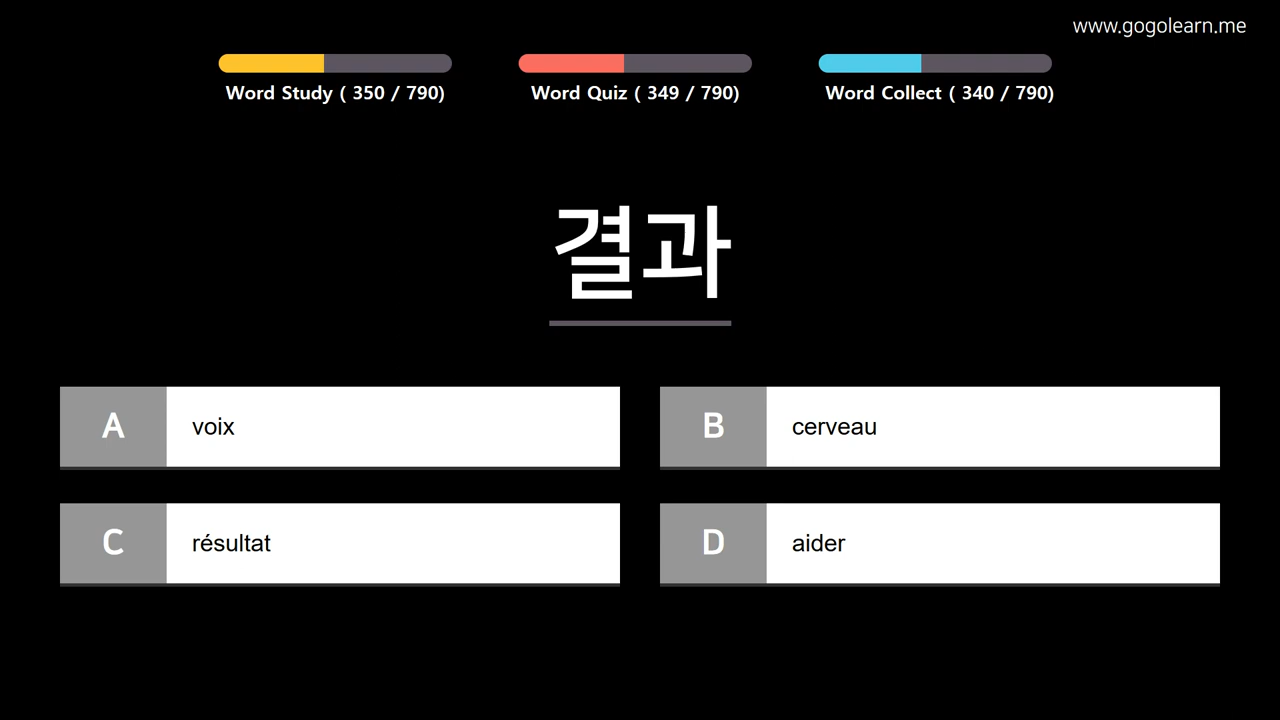 www.gogolearn.me
Word Study ( 350 / 790)
Word Quiz ( 349 / 790)
Word Collect ( 340 / 790)
결과
A voix
B cerveau
C résultat
D aider